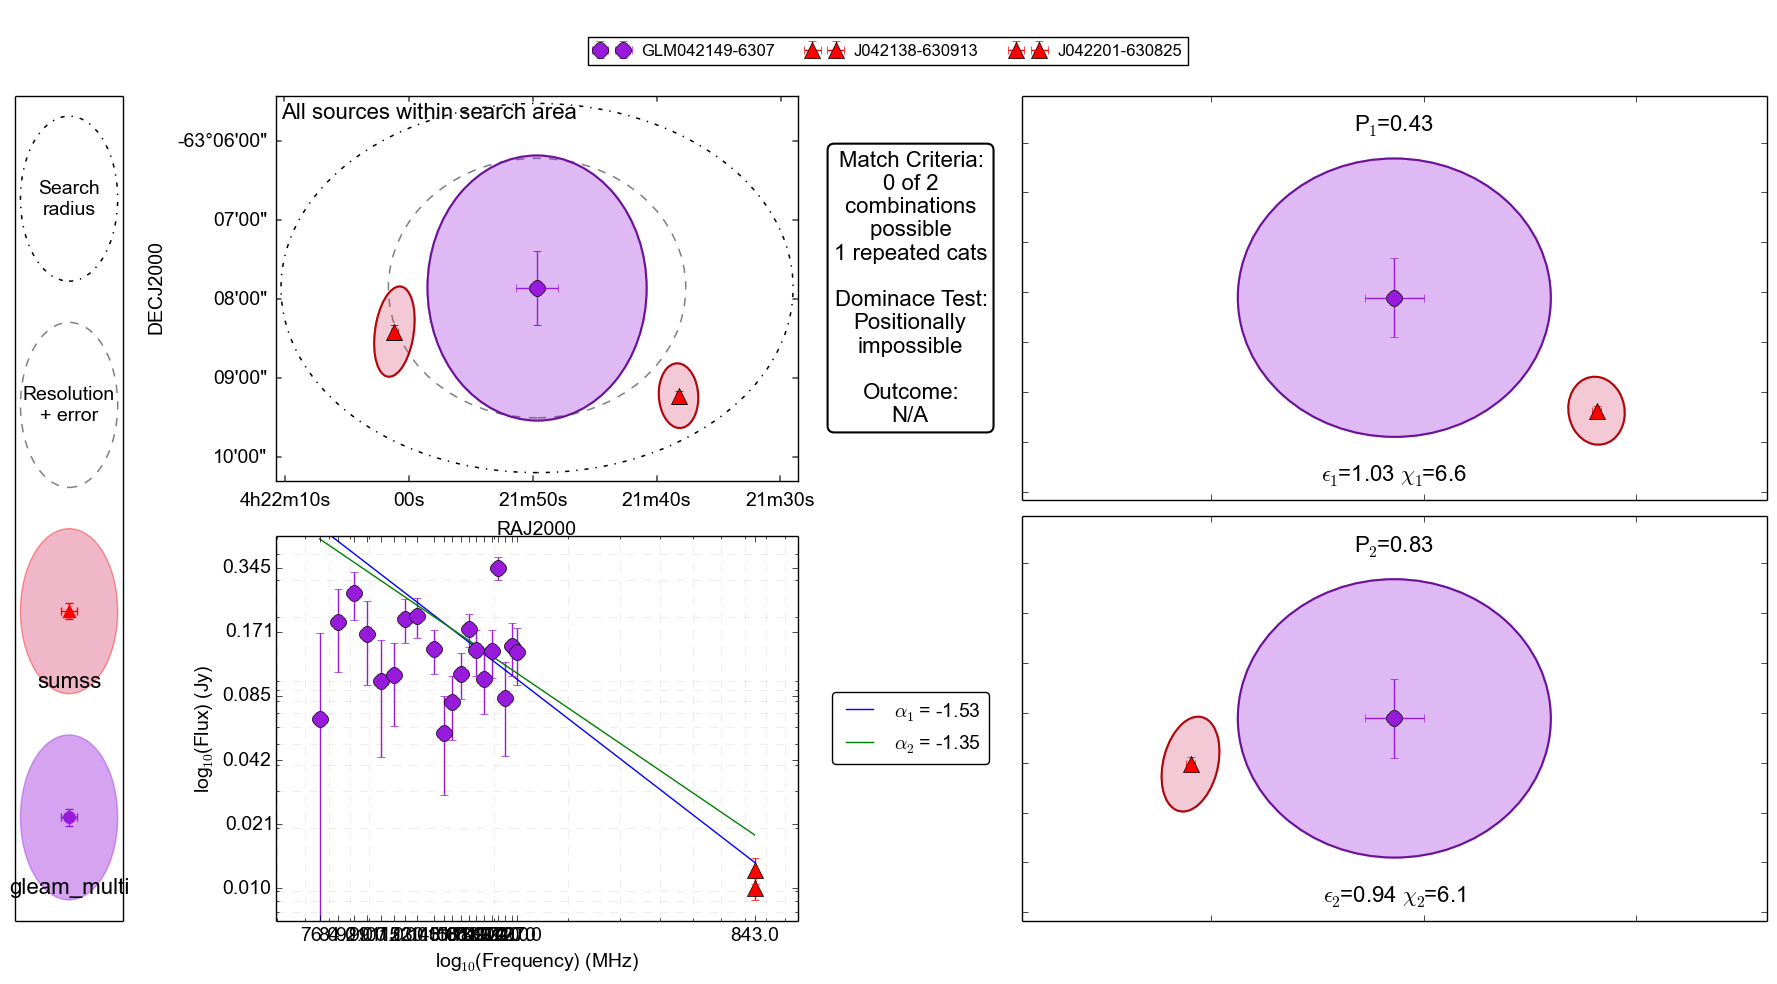 GLM042149-6307
J042138-630913
J042201-630825
Search
radius
Resolution
+ error
sumss
gleam_multi
All sources within search area
DECJ2000
-63°06'00"
07'00"
08'00"
09'00"
10'00"
4h22m10s
00s
21m50s
21m40s
21m30s
RAJ2000
Match Criteria:
0 of 2
combinations
possible
1 repeated cats
Dominace Test:
Positionally
impossible
Outcome:
N/A
P1=0.43
ϵ1=1.03 χ1=6.6
P2=0.83
ϵ2=0.94 χ2=6.1
log10(Flux) (Jy)
0.345
0.171
0.085
0.042
0.021
0.010
843.0
log10(Frequency) (MHz)
α1 = -1.53
α2 = -1.35